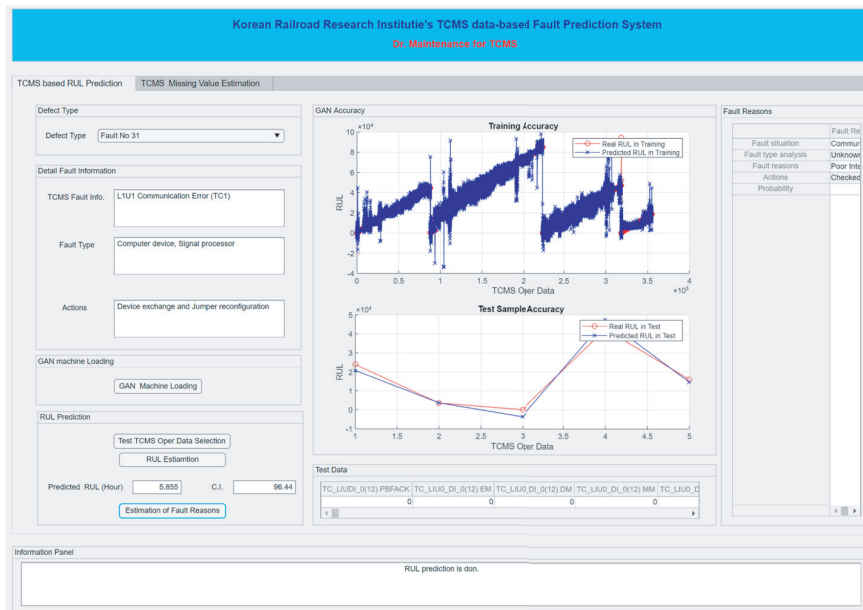 Korean Railroad Research Institutie's TCMS data-based Fault Prediction System
Dr. Maintenance for TCMS
TCMS based RUL Prediction
TCMS Missing Value Estimation
Defect Type
Defect Type
Fault No 31
Detail Fault Information
TCMS Fault Info.
L1U1 Communication Error (TC1)
Fault Type
Computer device, Signal processor
Actions
Device exchange and Jumper reconfiguration
GAN machine Loading
GAN Machine Loading
RUL Prediction
Test TCMS Oper Data Selection
RUL Estiamtion
Predicted RUL (Hour)
5.855
C.I.
96.44
Estimation of Fault Reasons
GAN Accuracy
Training Accuracy
×10⁴
10
8
6
4
2
0
-2
-4
RUL
Real RUL in Training
Predicted RUL in Training
0 0.5 1 1.5 2 2.5 3 3.5 4
TCMS Oper Data
×10⁵
Test Sample Accuracy
×10⁴
5
4
3
2
1
0
-1
RUL
Real RUL in Test
Predicted RUL in Test
1 1.5 2 2.5 3 3.5 4 4.5 5
TCMS Oper Data
Test Data
TC_LIUDI_0(12) PBFACK TC_LIU0_DI_0(12) EM TC_LIU0_DI_0(12) DM TC_LIU0_DI_0(12) MM TC_LIU0_D
0 0 0 0
Fault Reasons
Fault Re
Fault situation Commur
Fault type analysis Unknown
Fault reasons Poor Inte
Actions Checked
Probability
Information Panel
RUL prediction is don.